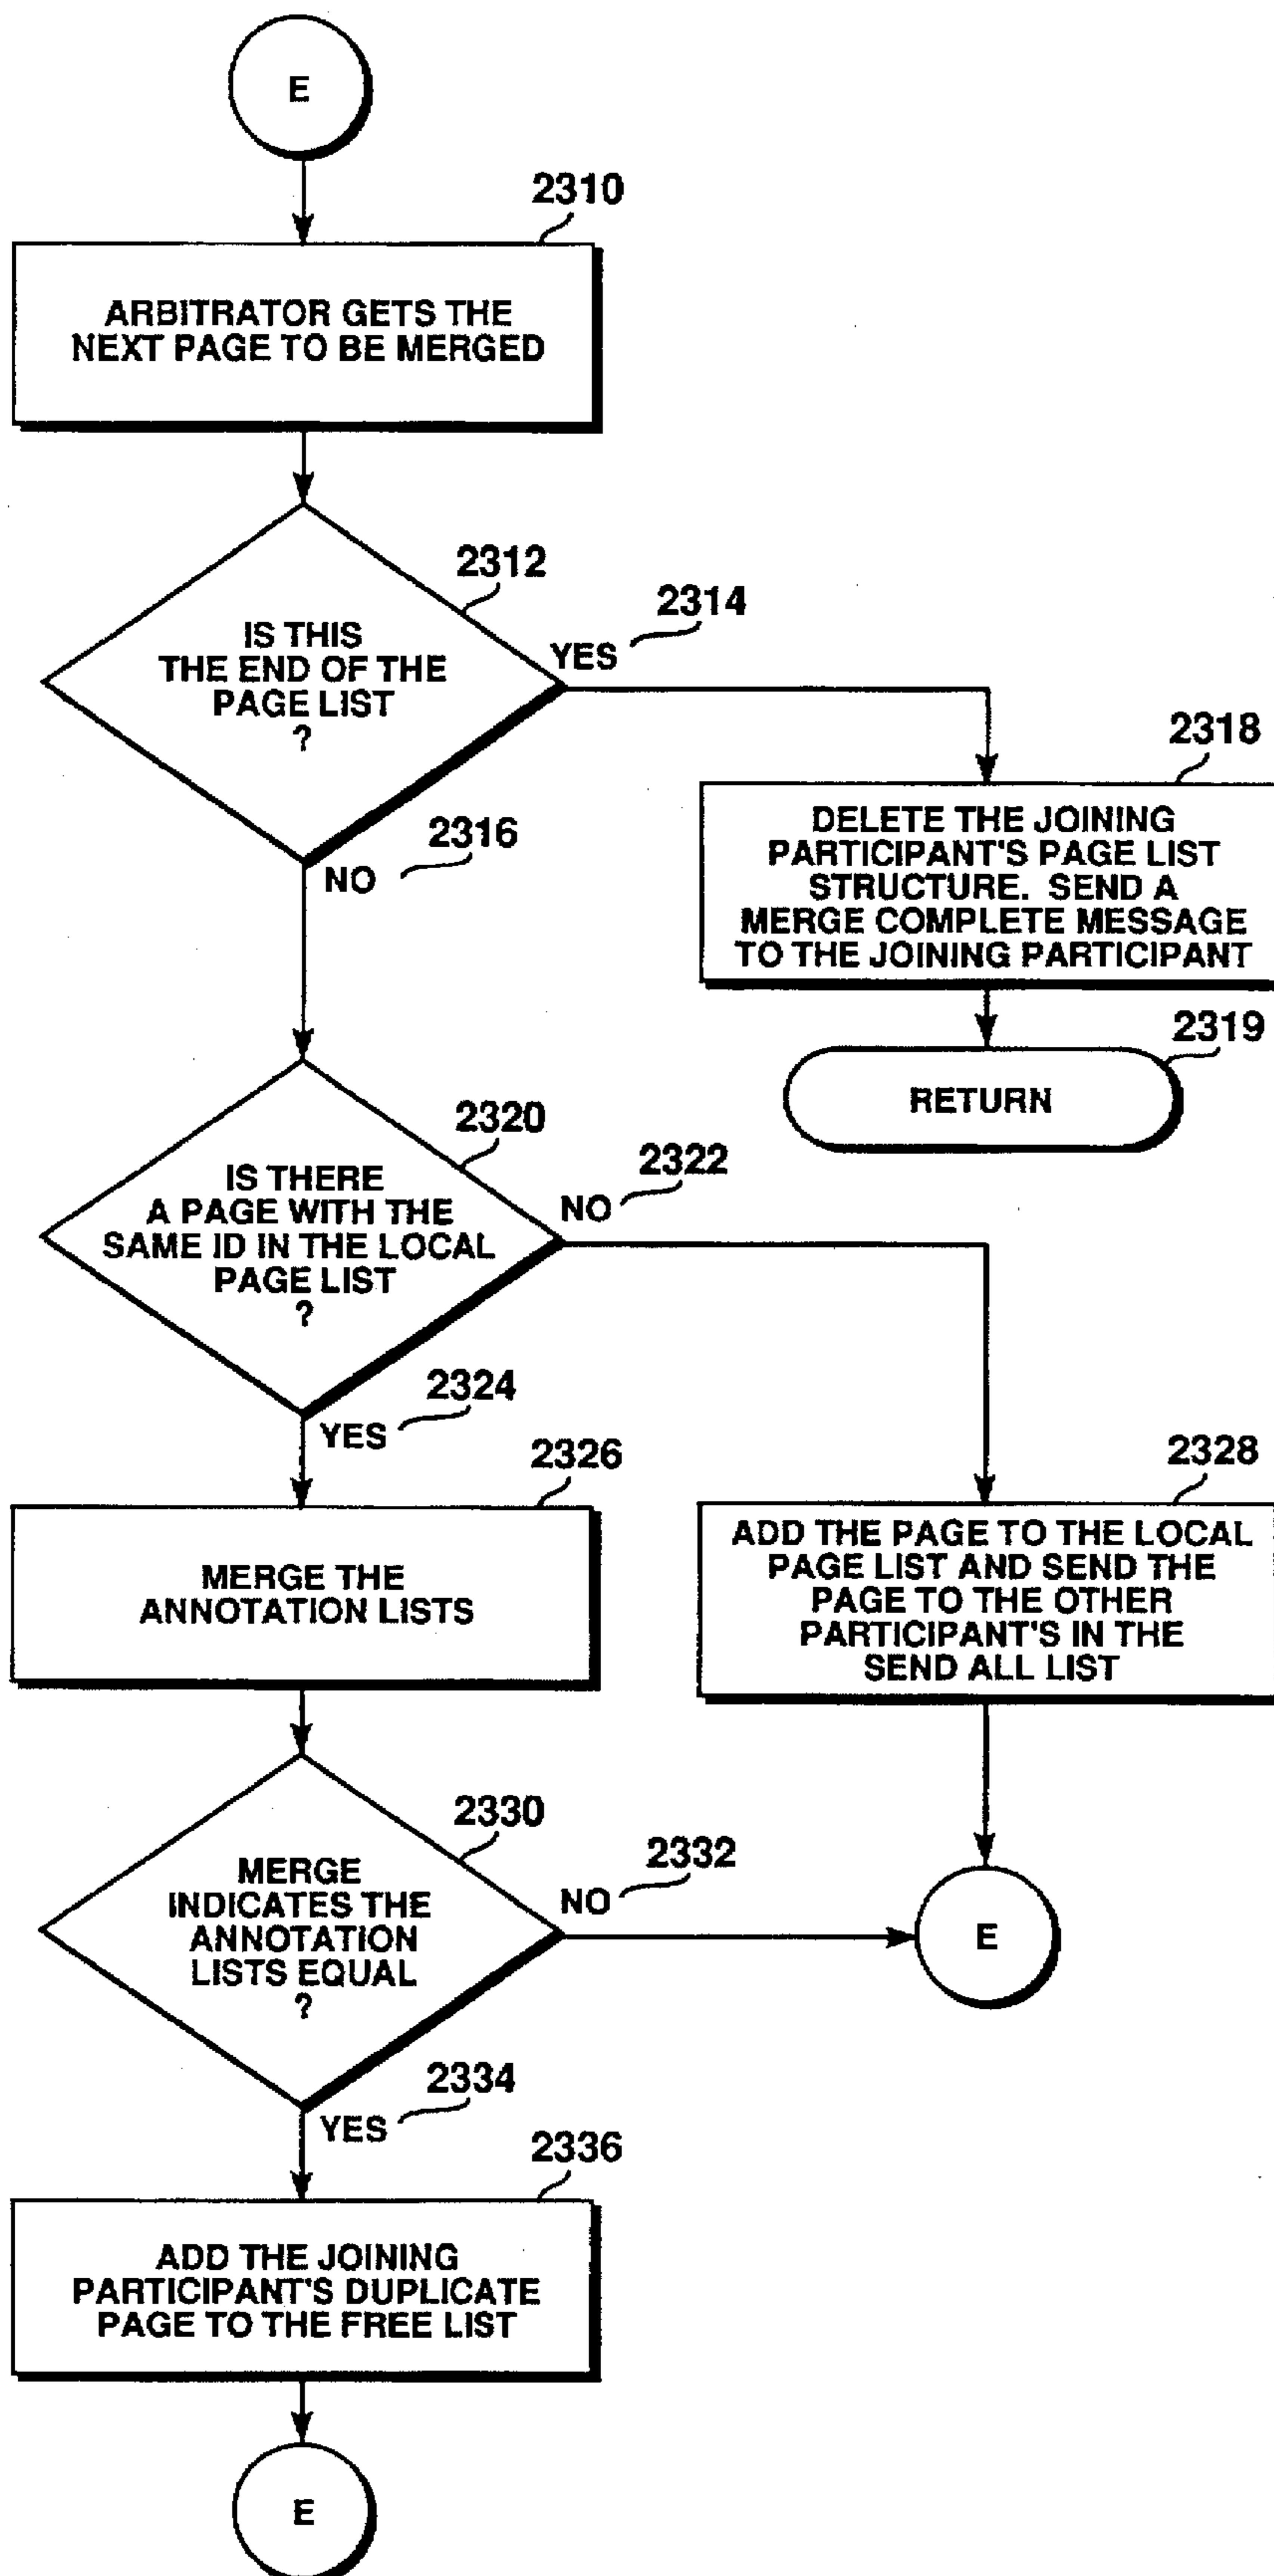 E
2310
ARBITRATOR GETS THE
NEXT PAGE TO BE MERGED
2312
IS THIS
THE END OF THE
PAGE LIST
?
YES
2314
NO
2316
2318
DELETE THE JOINING
PARTICIPANT'S PAGE LIST
STRUCTURE. SEND A
MERGE COMPLETE MESSAGE
TO THE JOINING PARTICIPANT
2319
RETURN
2320
IS THERE
A PAGE WITH THE
SAME ID IN THE LOCAL
PAGE LIST
?
NO
2322
YES
2324
2326
MERGE THE
ANNOTATION LISTS
2328
ADD THE PAGE TO THE LOCAL
PAGE LIST AND SEND THE
PAGE TO THE OTHER
PARTICIPANT'S IN THE
SEND ALL LIST
2330
MERGE
INDICATES THE
ANNOTATION
LISTS EQUAL
?
NO
2332
E
YES
2334
2336
ADD THE JOINING
PARTICIPANT'S DUPLICATE
PAGE TO THE FREE LIST
E